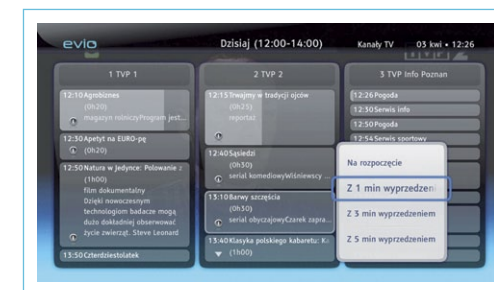 evio
Dzisiaj (12:00-14:00)
Kanały TV 03 kwi • 12:26
1 TVP 1
12:10 Agrobiznes
(0h20)
magazyn rolniczyProgram jest...
12:30 Apetyt na EURO-pę
(0h20)
12:50 Natura w Jedynce: Polowanie z
(1h00)
film dokumentalny
Dzięki nowoczesnym
technologiom badacze mogą
dużo dokładniej obserwować
życie zwierząt. Steve Leonard
13:50 Czterdziestolatek
2 TVP 2
12:15 Trwajmy w tradycji ojców
(0h25)
reportaż
12:40 Sąsiedzi
(0h30)
serial komediowyWiśniewscy...
13:10 Barwy szczęścia
(0h30)
serial obyczajowyCzarek zapra...
13:40 Klasyka polskiego kabaretu: Ka
(1h00)
3 TVP Info Poznan
12:26 Pogoda
12:30 Serwis info
12:50 Pogoda
12:54 Serwis sportowy
Na rozpoczęcie
Z 1 min wyprzedzeni
Z 3 min wyprzedzeniem
Z 5 min wyprzedzeniem